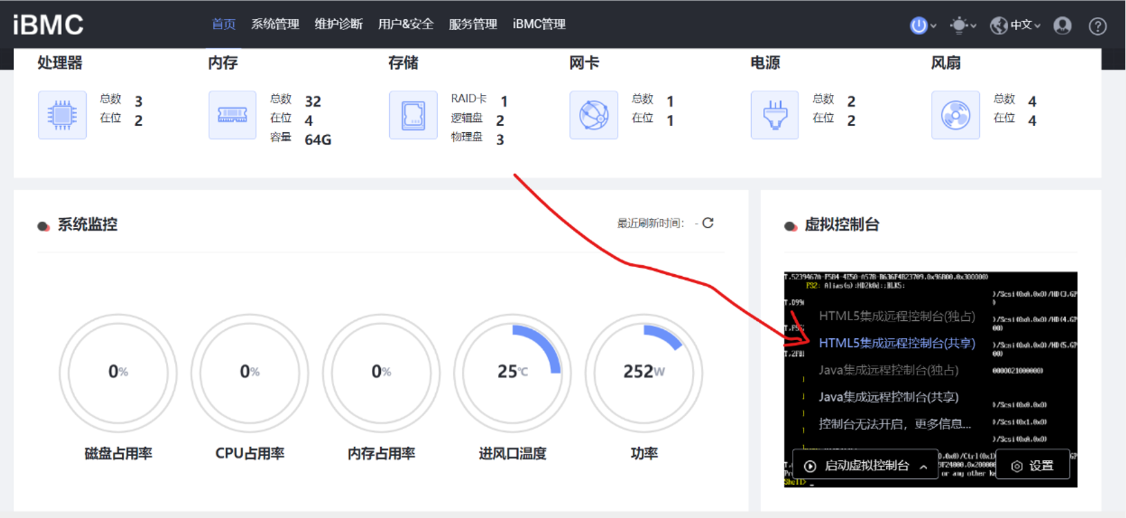 iBMC 首页 系统管理 维护诊断 用户&安全 服务管理 iBMC管理 中文
处理器 内存 存储 网卡 电源 风扇
总数 3 总数 32 RAID卡 1 总数 1 总数 2 总数 4
在位 2 在位 4 逻辑盘 2 在位 1 在位 2 在位 4
容量 64G 物理盘 3
系统监控 最近刷新时间: - 虚拟控制台
FS2: Alias(s):HD2k0d::BLK5:
HTML5集成远程控制台(独占)
HTML5集成远程控制台(共享)
Java集成远程控制台(独占)
Java集成远程控制台(共享)
控制台无法开启，更多信息...
启动虚拟控制台 设置
or any other
Shell> _
0% 0% 0% 25℃ 252W
磁盘占用率 CPU占用率 内存占用率 进风口温度 功率